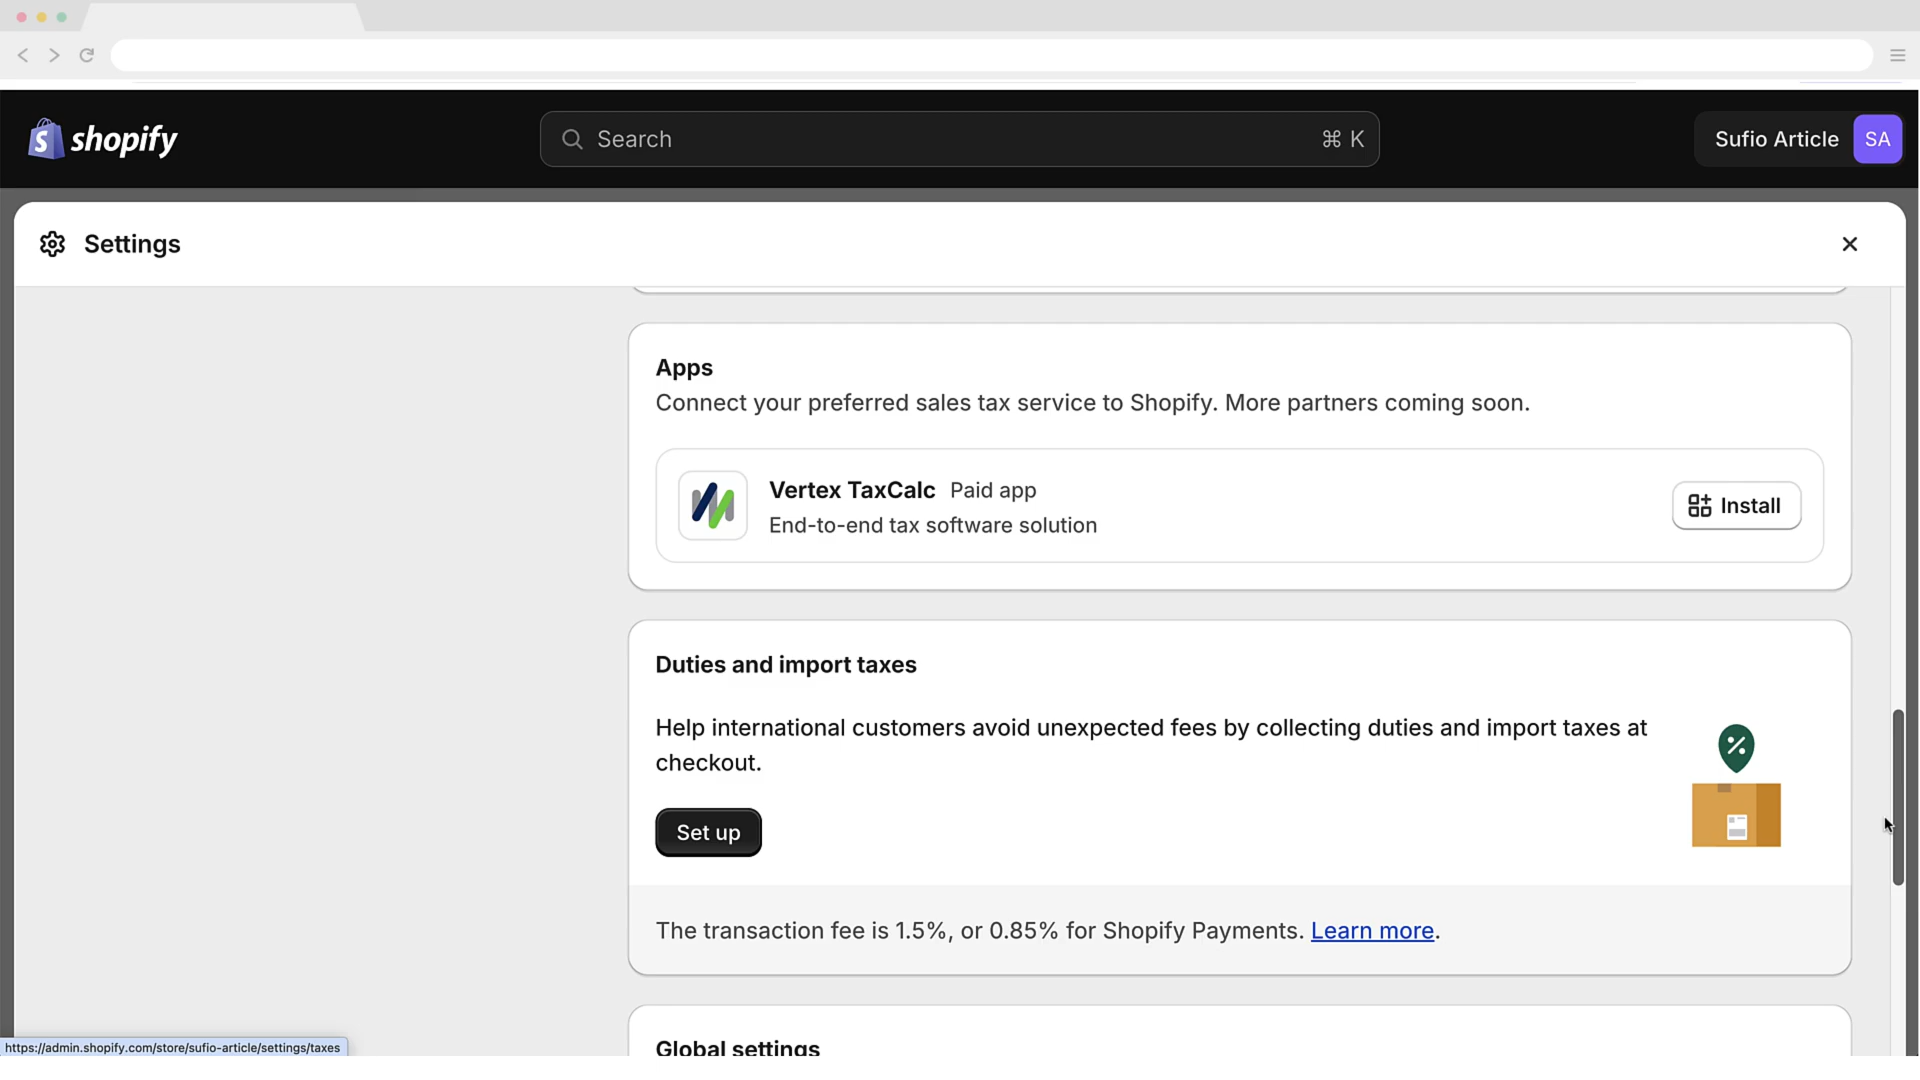 shopify
Search
⌘ K
Sufio Article
SA
Settings
Apps
Connect your preferred sales tax service to Shopify. More partners coming soon.
Vertex TaxCalc Paid app
End-to-end tax software solution
Install
Duties and import taxes
Help international customers avoid unexpected fees by collecting duties and import taxes at
checkout.
Set up
The transaction fee is 1.5%, or 0.85% for Shopify Payments. Learn more.
Global settings
https://admin.shopify.com/store/sufio-article/settings/taxes